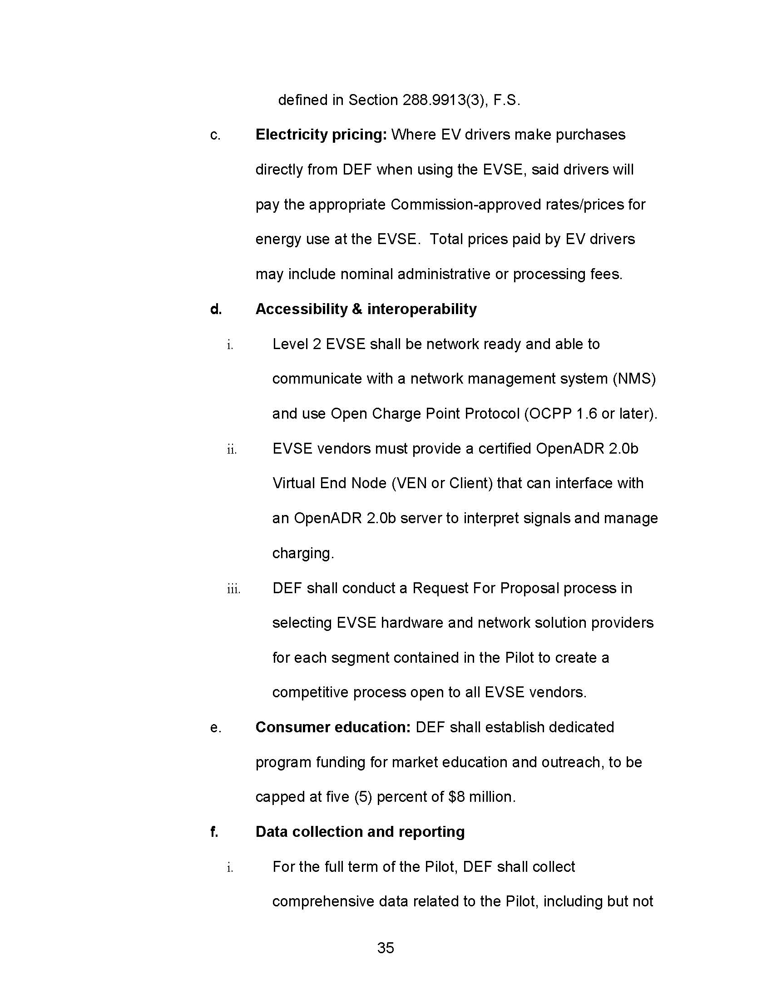 defined in Section 288.9913(3), F.S.
c. Electricity pricing: Where EV drivers make purchases
directly from DEF when using the EVSE, said drivers will
pay the appropriate Commission-approved rates/prices for
energy use at the EVSE.  Total prices paid by EV drivers
may include nominal administrative or processing fees.
d. Accessibility & interoperability
i. Level 2 EVSE shall be network ready and able to
communicate with a network management system (NMS)
and use Open Charge Point Protocol (OCPP 1.6 or later).
ii. EVSE vendors must provide a certified OpenADR 2.0b
Virtual End Node (VEN or Client) that can interface with
an OpenADR 2.0b server to interpret signals and manage
charging.
iii. DEF shall conduct a Request For Proposal process in
selecting EVSE hardware and network solution providers
for each segment contained in the Pilot to create a
competitive process open to all EVSE vendors.
e. Consumer education: DEF shall establish dedicated
program funding for market education and outreach, to be
capped at five (5) percent of $8 million.
f. Data collection and reporting
i. For the full term of the Pilot, DEF shall collect
comprehensive data related to the Pilot, including but not
35